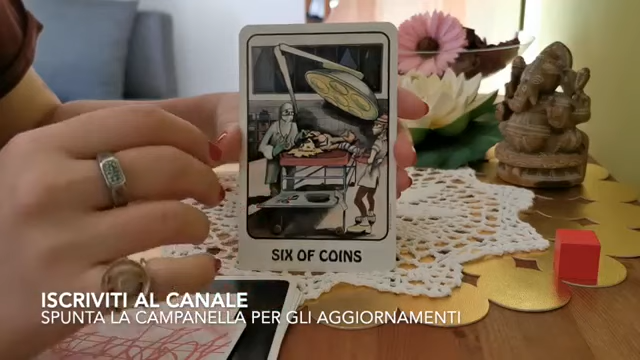 SIX OF COINS
ISCRIVITI AL CANALE
SPUNTA LA CAMPANELLA PER GLI AGGIORNAMENTI